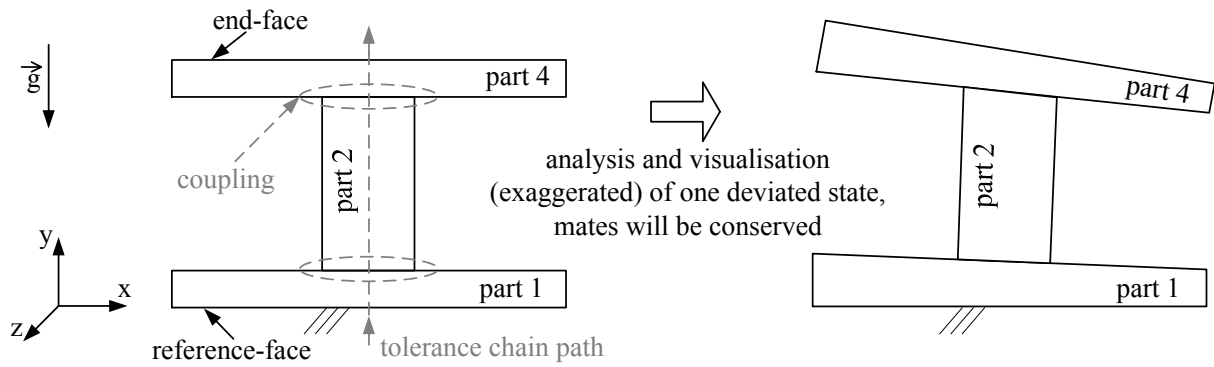 end-face
g
part 4
part 2
coupling
y
x
z
part 1
reference-face
tolerance chain path
analysis and visualisation
(exaggerated) of one deviated state,
mates will be conserved
part 4
part 2
part 1